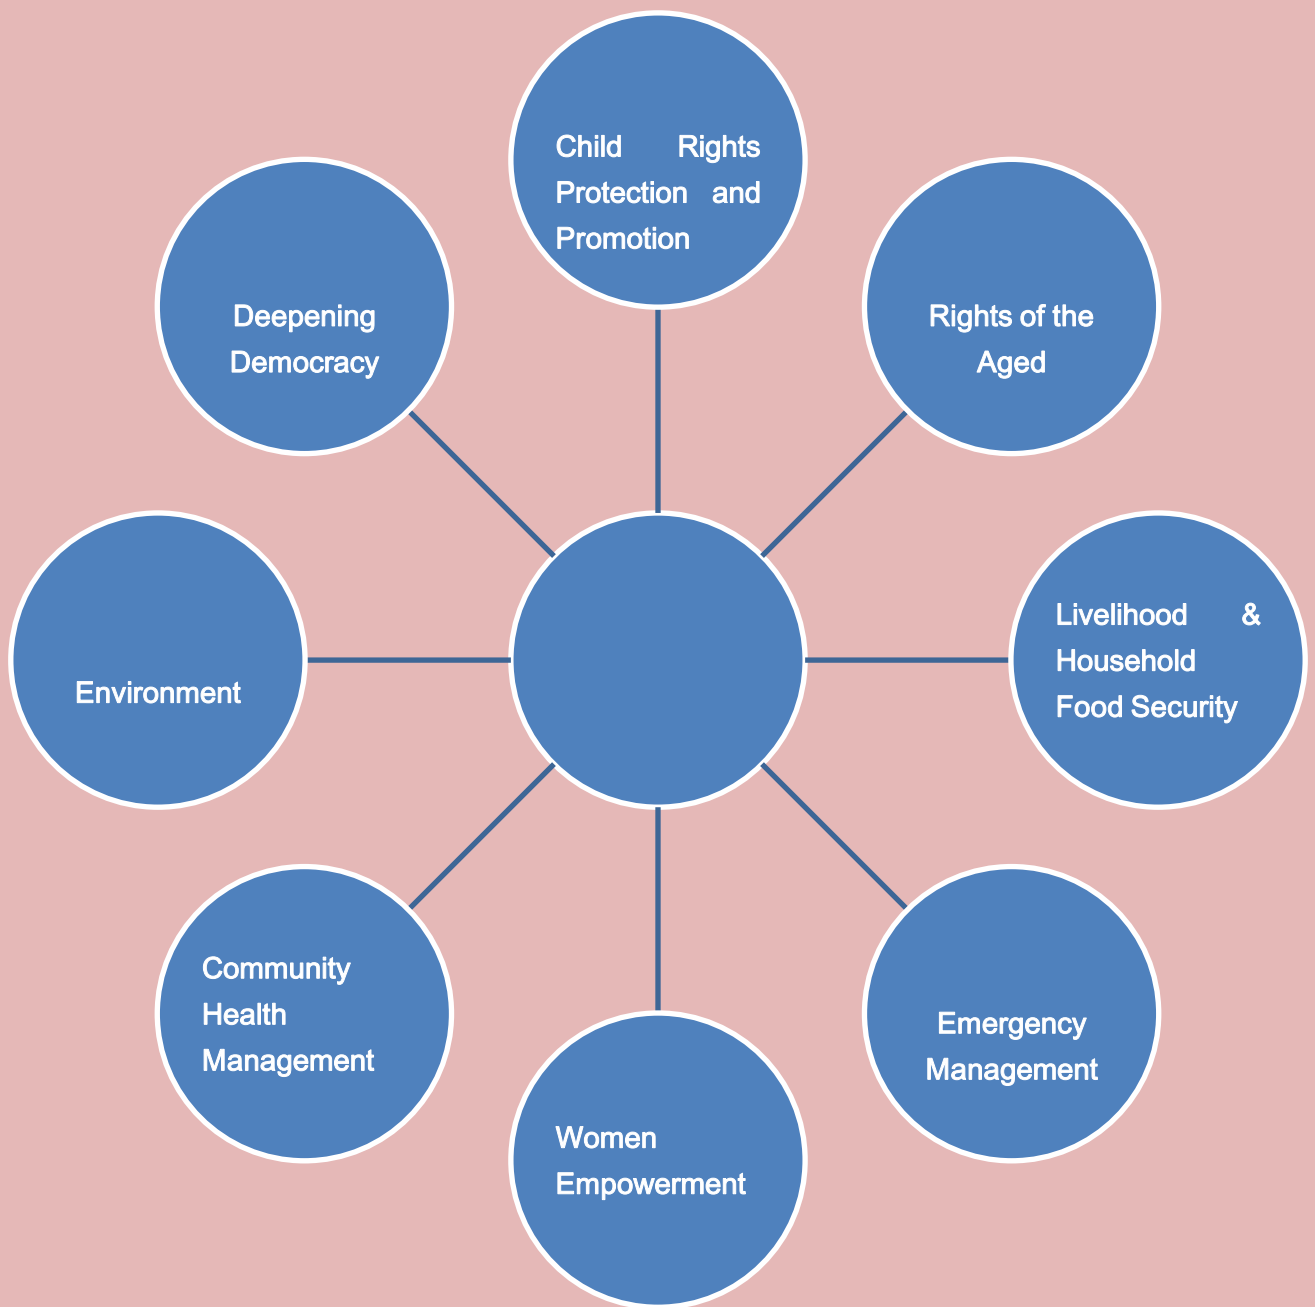 Child Rights
Protection and
Promotion
Rights of the
Aged
Livelihood &
Household
Food Security
Emergency
Management
Women
Empowerment
Community
Health
Management
Environment
Deepening
Democracy